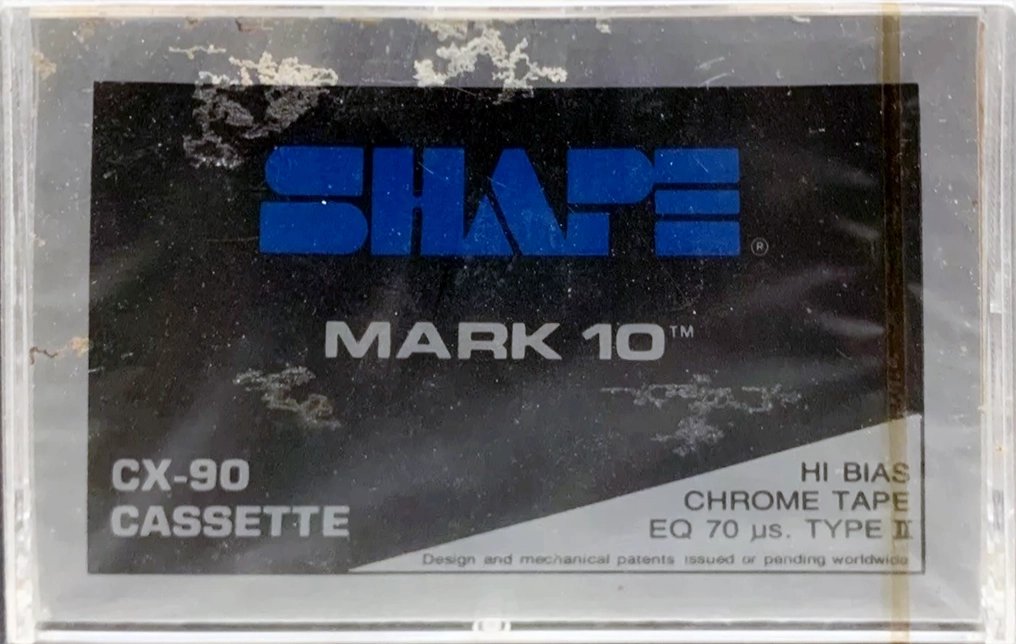 SHAPE®
MARK 10™
CX-90
CASSETTE
HI BIAS
CHROME TAPE
EQ 70 µs. TYPE II
Design and mechanical patents issued or pending worldwide